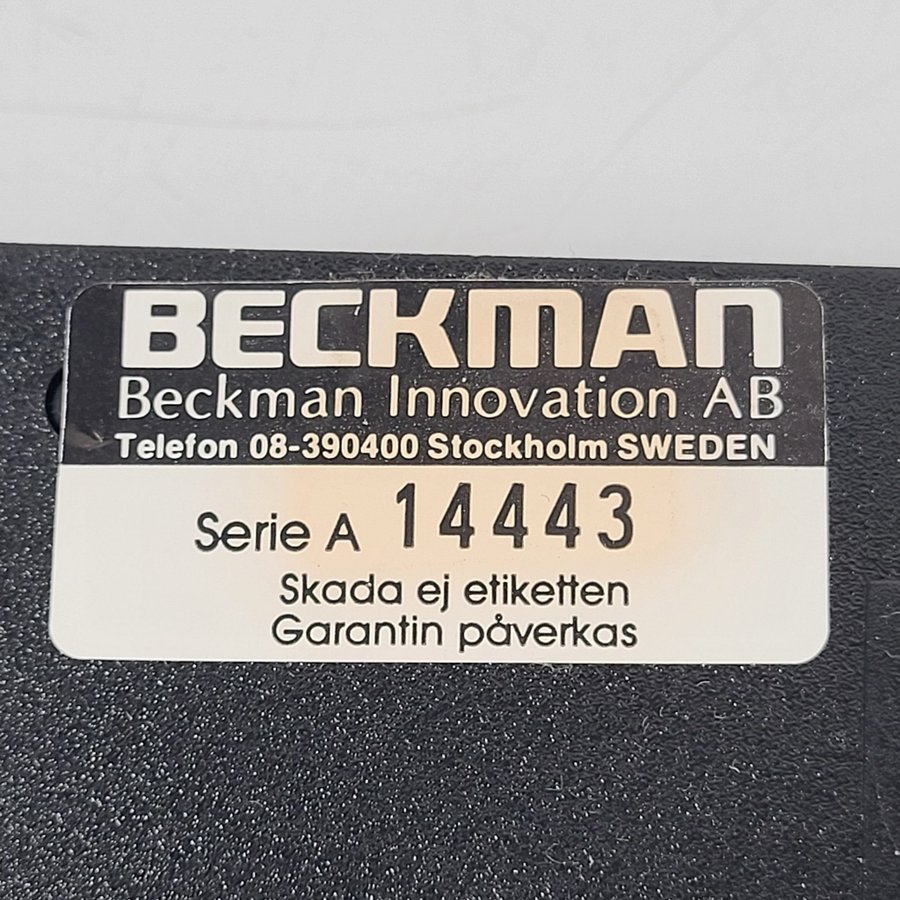 BECKMAN
Beckman Innovation AB
Telefon 08-390400 Stockholm SWEDEN
Serie A 14443
Skada ej etiketten
Garantin påverkas